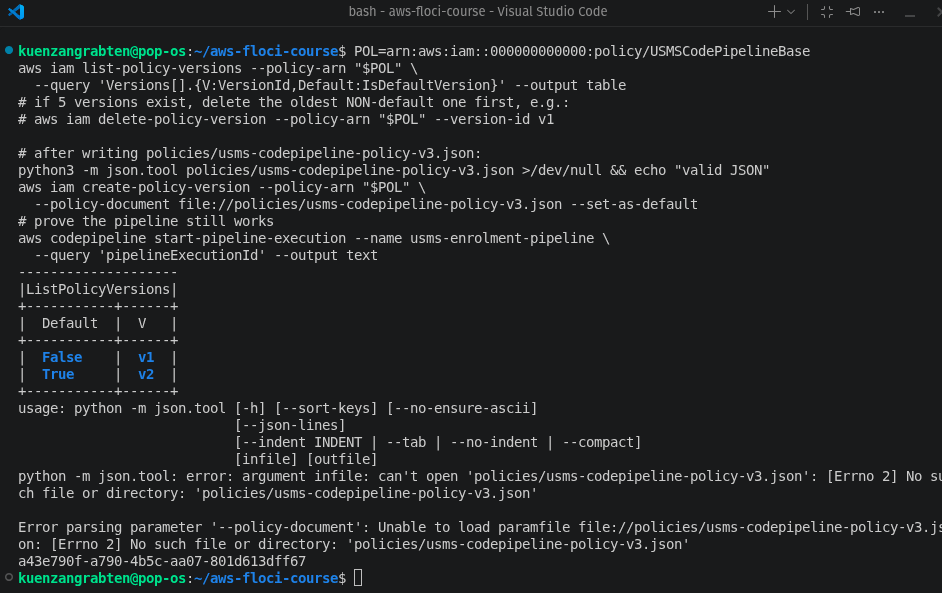 bash - aws-floci-course - Visual Studio Code
kuenzangrabten@pop-os:~/aws-floci-course$ POL=arn:aws:iam::000000000000:policy/USMSCodePipelineBase
aws iam list-policy-versions --policy-arn "$POL" \
  --query 'Versions[].{V:VersionId,Default:IsDefaultVersion}' --output table
# if 5 versions exist, delete the oldest NON-default one first, e.g.:
# aws iam delete-policy-version --policy-arn "$POL" --version-id v1

# after writing policies/usms-codepipeline-policy-v3.json:
python3 -m json.tool policies/usms-codepipeline-policy-v3.json >/dev/null && echo "valid JSON"
aws iam create-policy-version --policy-arn "$POL" \
  --policy-document file://policies/usms-codepipeline-policy-v3.json --set-as-default
# prove the pipeline still works
aws codepipeline start-pipeline-execution --name usms-enrolment-pipeline \
  --query 'pipelineExecutionId' --output text
--------------------
|ListPolicyVersions|
+-----------+------+
|  Default  |  V   |
+-----------+------+
|  False    |  v1  |
|  True     |  v2  |
+-----------+------+
usage: python -m json.tool [-h] [--sort-keys] [--no-ensure-ascii]
                           [--json-lines]
                           [--indent INDENT | --tab | --no-indent | --compact]
                           [infile] [outfile]
python -m json.tool: error: argument infile: can't open 'policies/usms-codepipeline-policy-v3.json': [Errno 2] No su
ch file or directory: 'policies/usms-codepipeline-policy-v3.json'

Error parsing parameter '--policy-document': Unable to load paramfile file://policies/usms-codepipeline-policy-v3.js
on: [Errno 2] No such file or directory: 'policies/usms-codepipeline-policy-v3.json'
a43e790f-a790-4b5c-aa07-801d613dff67
kuenzangrabten@pop-os:~/aws-floci-course$